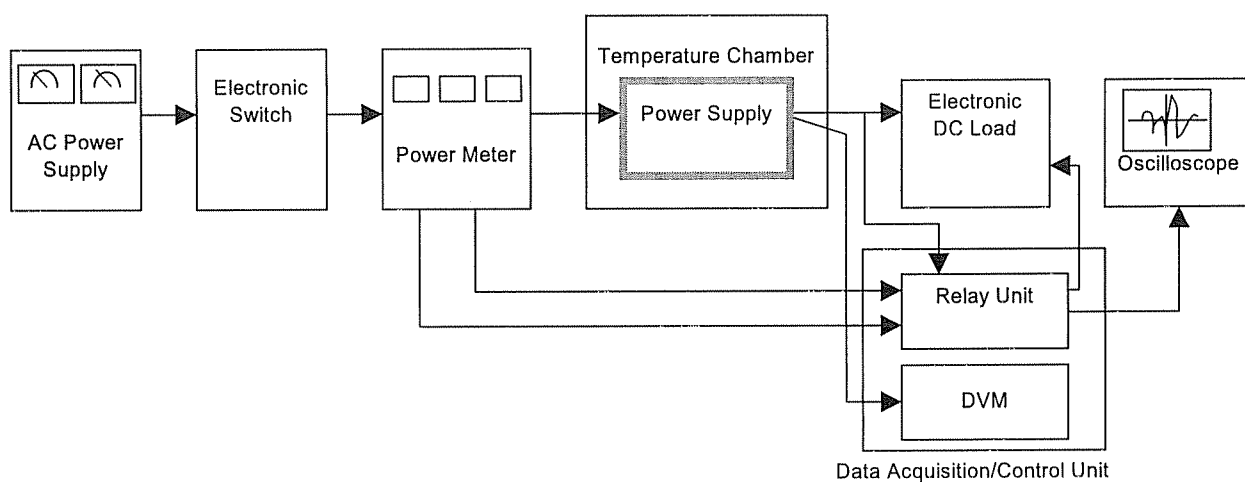 AC Power
Supply
Electronic
Switch
Power Meter
Temperature Chamber
Power Supply
Electronic
DC Load
Oscilloscope
Relay Unit
DVM
Data Acquisition/Control Unit